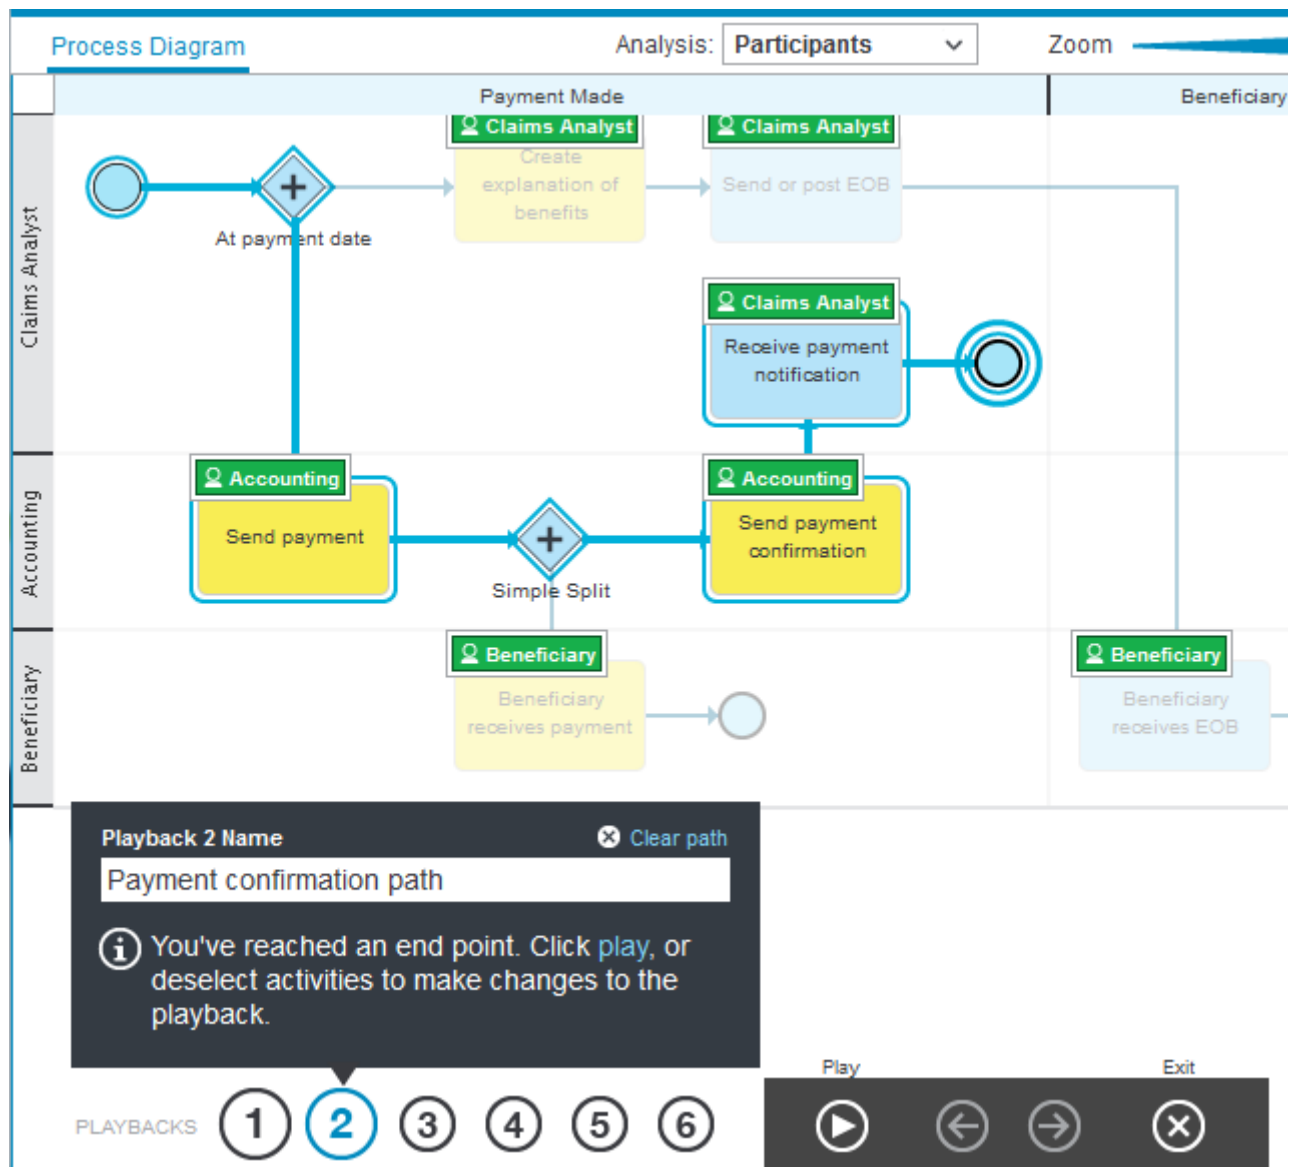 Process Diagram
Analysis:
Participants
Zoom
Payment Made
Beneficiary
Claims Analyst
Claims Analyst
Claims Analyst
Create
explanation of
benefits
Send or post EOB
At payment date
Claims Analyst
Receive payment
notification
Accounting
Accounting
Send payment
Accounting
Send payment
confirmation
Simple Split
Beneficiary
Beneficiary
Beneficiary
receives payment
Beneficiary
Beneficiary
receives EOB
Playback 2 Name
Clear path
Payment confirmation path
You've reached an end point. Click play, or
deselect activities to make changes to the
playback.
Play
Exit
PLAYBACKS
1
2
3
4
5
6